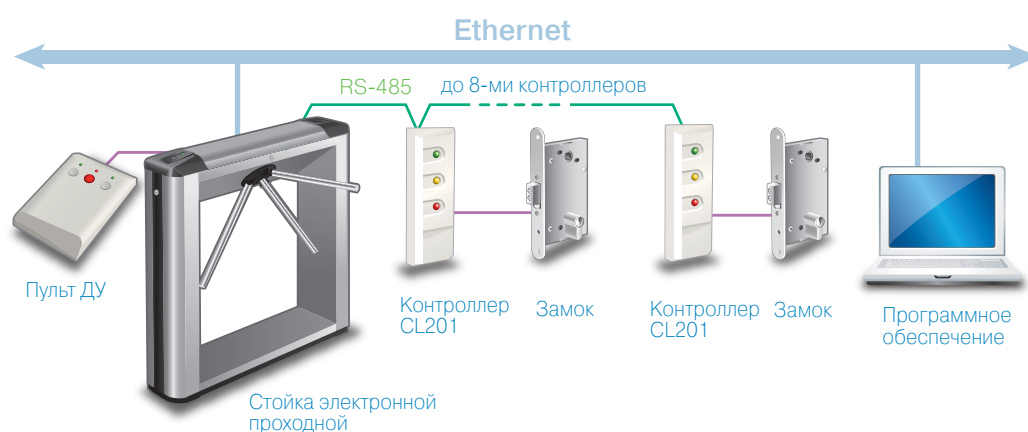 Ethernet
RS-485
до 8-ми контроллеров
Пульт ДУ
Контроллер
CL201
Замок
Контроллер
CL201
Замок
Программное
обеспечение
Стойка электронной
проходной